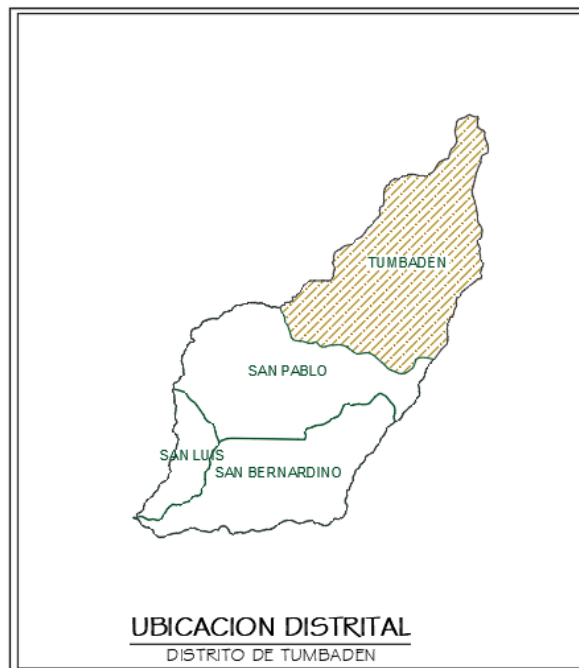 TUMBADEN
SAN PABLO
SAN LUIS
SAN BERNARDINO
UBICACION DISTRITAL
DISTRITO DE TUMBADEN